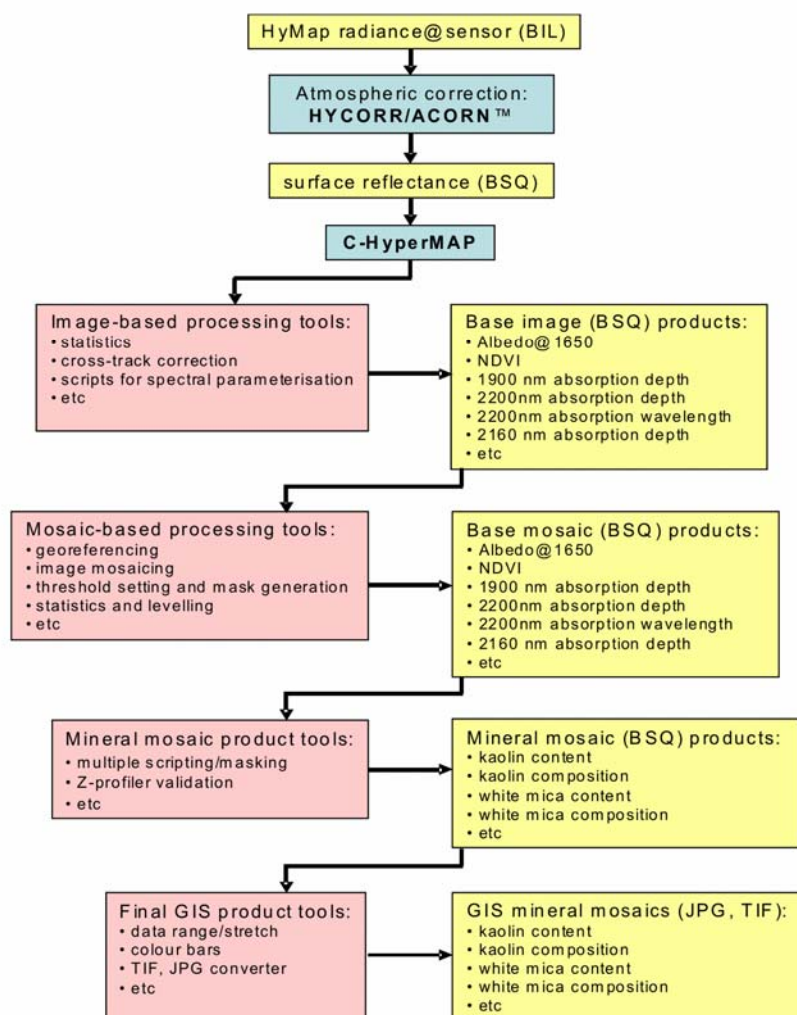 HyMap radiance@sensor (BIL)
Atmospheric correction:
HYCORR/ACORN™
surface reflectance (BSQ)
C-HyperMAP
Image-based processing tools:
• statistics
• cross-track correction
• scripts for spectral parameterisation
• etc
Base image (BSQ) products:
• Albedo@1650
• NDVI
• 1900 nm absorption depth
• 2200nm absorption depth
• 2200nm absorption wavelength
• 2160 nm absorption depth
• etc
Mosaic-based processing tools:
• georeferencing
• image mosaicing
• threshold setting and mask generation
• statistics and levelling
• etc
Base mosaic (BSQ) products:
• Albedo@1650
• NDVI
• 1900 nm absorption depth
• 2200nm absorption depth
• 2200nm absorption wavelength
• 2160 nm absorption depth
• etc
Mineral mosaic product tools:
• multiple scripting/masking
• Z-profiler validation
• etc
Mineral mosaic (BSQ) products:
• kaolin content
• kaolin composition
• white mica content
• white mica composition
• etc
Final GIS product tools:
• data range/stretch
• colour bars
• TIF, JPG converter
• etc
GIS mineral mosaics (JPG, TIF):
• kaolin content
• kaolin composition
• white mica content
• white mica composition
• etc